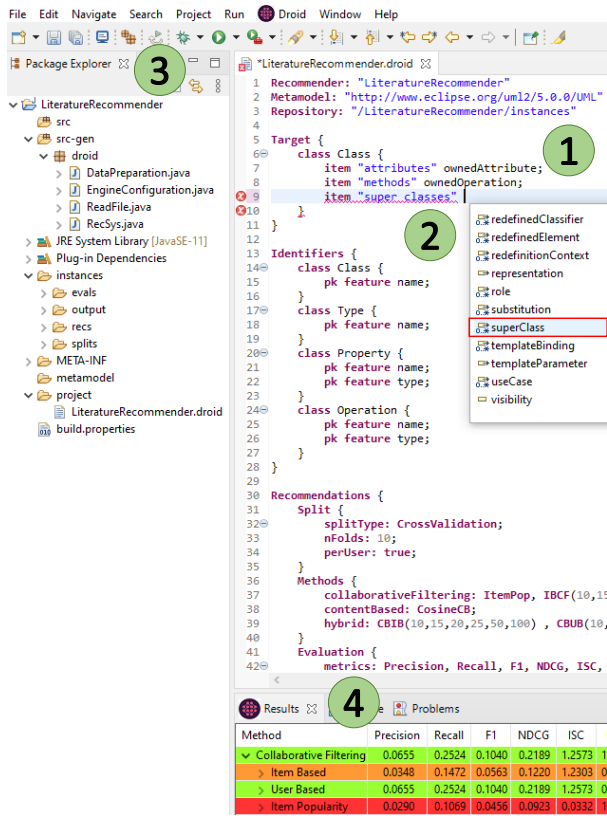 File Edit Navigate Search Project Run Droid Window Help
Package Explorer
3
LiteratureRecommender
src
src-gen
droid
DataPreparation.java
EngineConfiguration.java
ReadFile.java
RecSys.java
JRE System Library [JavaSE-11]
Plug-in Dependencies
instances
evals
output
recs
splits
META-INF
metamodel
project
LiteratureRecommender.droid
build.properties
*LiteratureRecommender.droid
1 Recommender: "LiteratureRecommender"
2 Metamodel: "http://www.eclipse.org/uml2/5.0.0/UML"
3 Repository: "/LiteratureRecommender/instances"
4
5 Target {
6 class Class {
7 item "attributes" ownedAttribute;
8 item "methods" ownedOperation;
9 item "super classes"
10 }
11 }
12
13 Identifiers {
14 class Class {
15 pk feature name;
16 }
17 class Type {
18 pk feature name;
19 }
20 class Property {
21 pk feature name;
22 pk feature type;
23 }
24 class Operation {
25 pk feature name;
26 pk feature type;
27 }
28 }
29
30 Recommendations {
31 Split {
32 splitType: CrossValidation;
33 nFolds: 10;
34 perUser: true;
35 }
36 Methods {
37 collaborativeFiltering: ItemPop, IBCF(10,15
38 contentBased: CosineCB;
39 hybrid: CBIB(10,15,20,25,50,100) , CBUB(10,
40 }
41 Evaluation {
42 metrics: Precision, Recall, F1, NDCG, ISC,
1
2
redefinedClassifier
redefinedElement
redefinitionContext
representation
role
substitution
superClass
templateBinding
templateParameter
useCase
visibility
Results 4 e Problems
Method Precision Recall F1 NDCG ISC
Collaborative Filtering 0.0655 0.2524 0.1040 0.2189 1.2573 1
Item Based 0.0348 0.1472 0.0563 0.1220 1.2303 0
User Based 0.0655 0.2524 0.1040 0.2189 1.2573 0
Item Popularity 0.0290 0.1069 0.0456 0.0923 0.0332 1